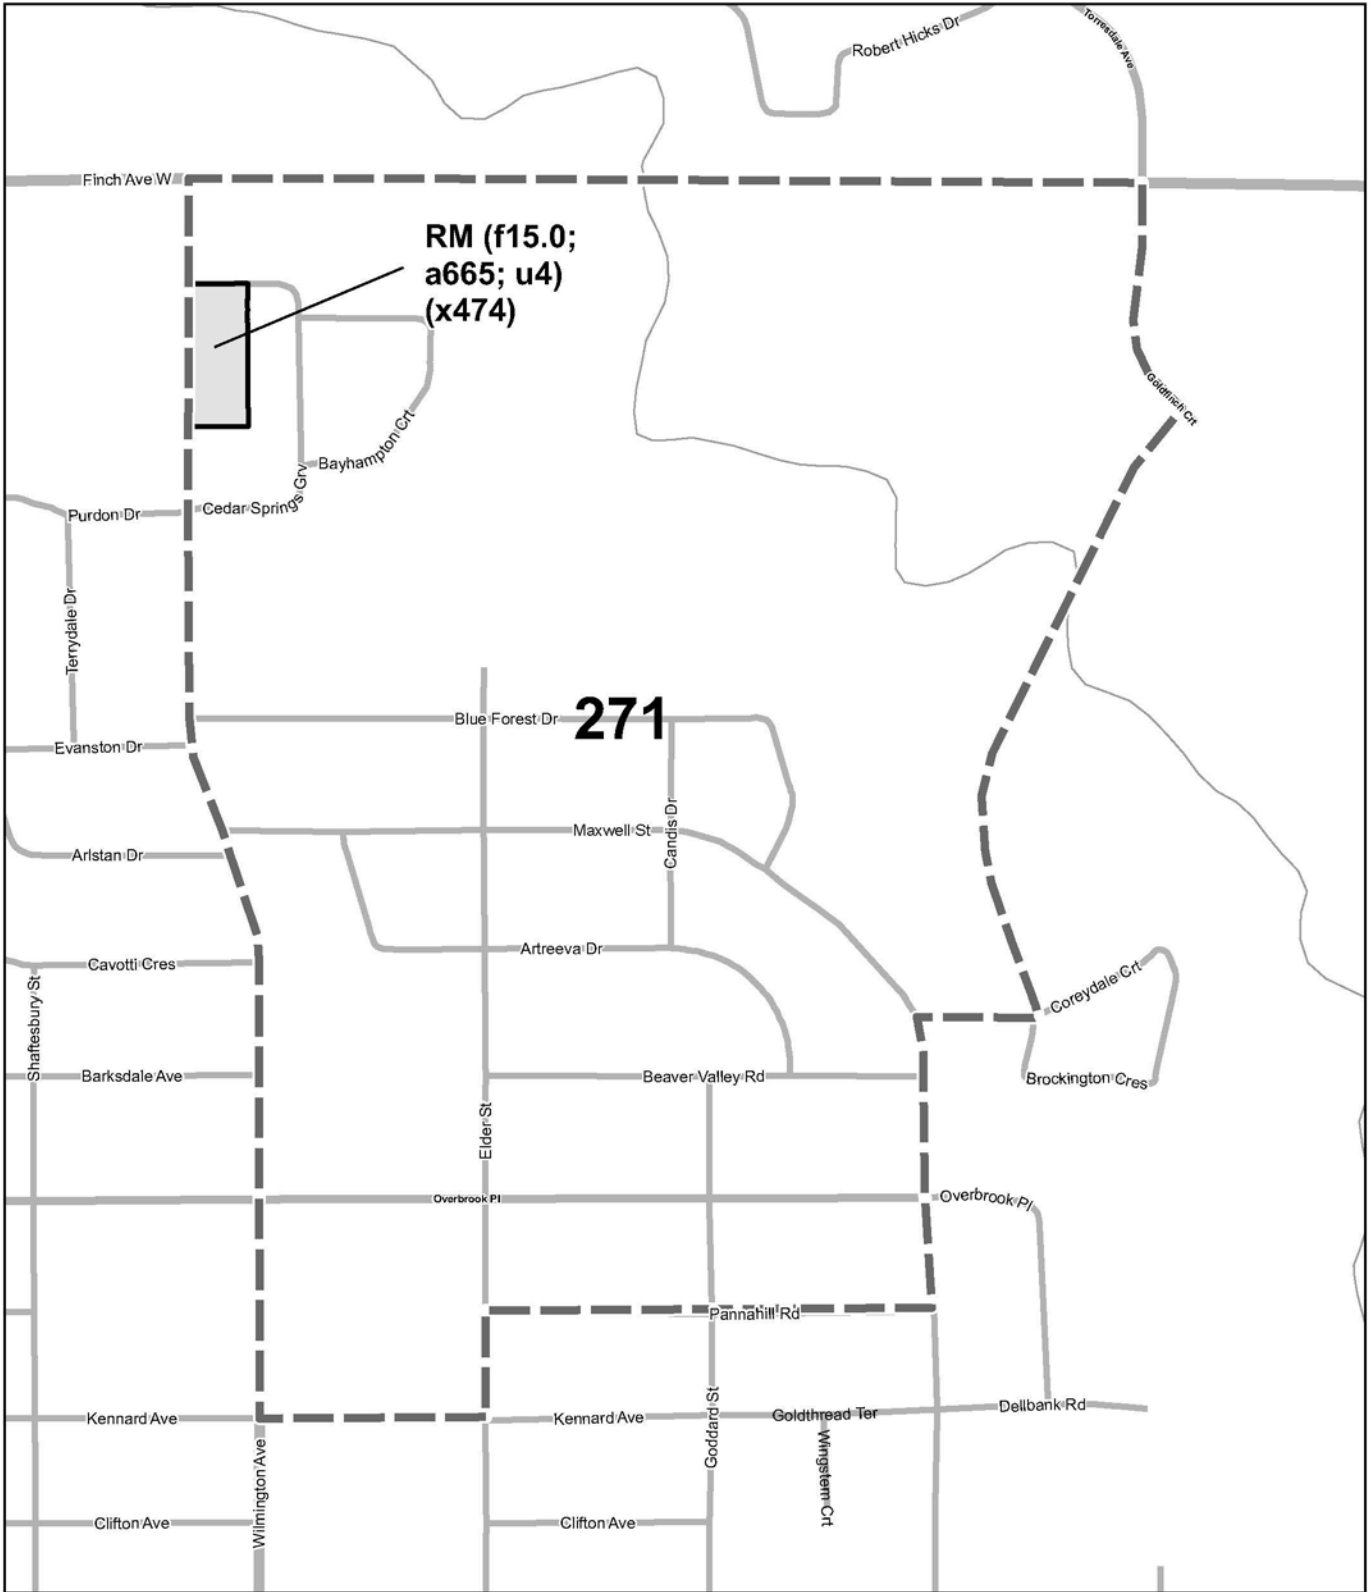 Robert Hicks Dr
Torresdale Ave
Finch Ave W
RM (f15.0;
a665; u4)
(x474)
Goldfinch Crt
Bayhampton Crt
Cedar Springs Grv
Purdon Dr
Terrydale Dr
271
Blue Forest Dr
Evanston Dr
Maxwell St
Candis Dr
Arlstan Dr
Artreeva Dr
Cavotti Cres
Coreydale Crt
Shaftesbury St
Barksdale Ave
Beaver Valley Rd
Brockington Cres
Elder St
Overbrook Pl
Overbrook Pl
Pannahill Rd
Kennard Ave
Kennard Ave
Goddard St
Goldthread Ter
Dellbank Rd
Wilmington Ave
Wingstem Crt
Clifton Ave
Clifton Ave